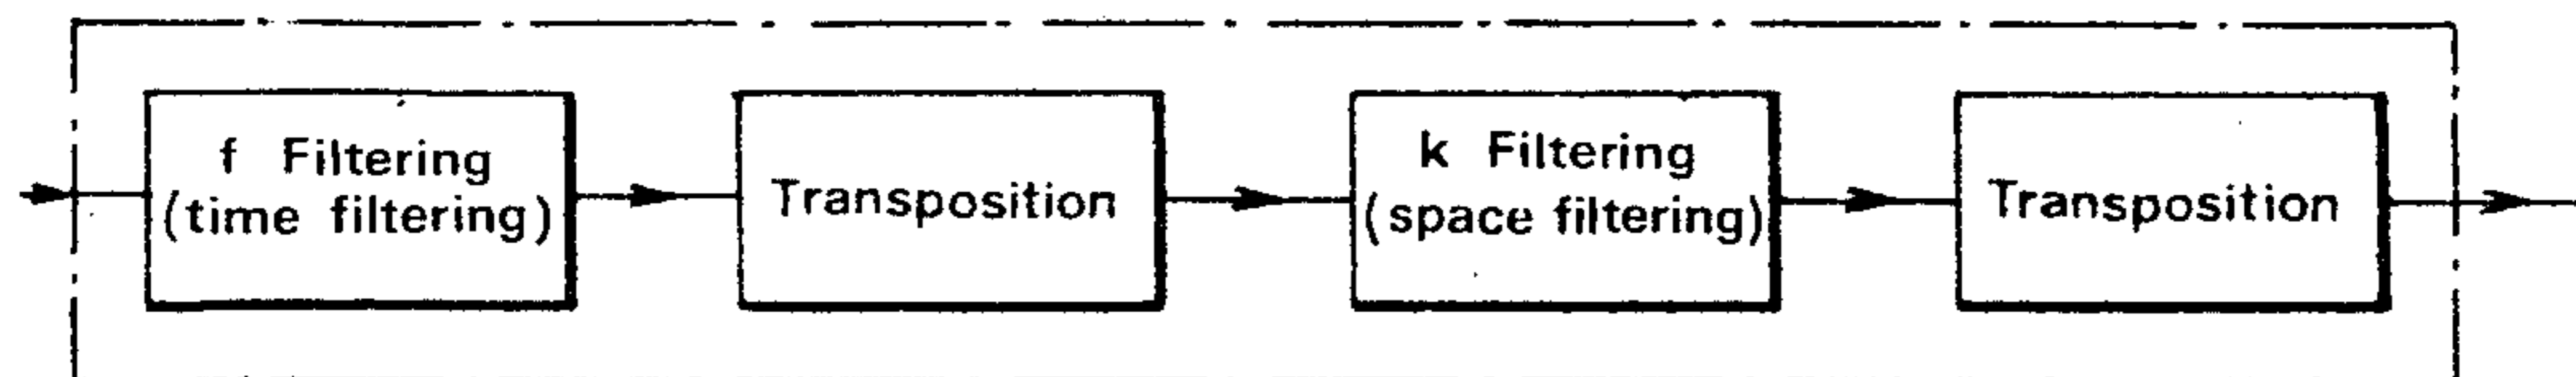 f Filtering
(time filtering)
Transposition
k Filtering
(space filtering)
Transposition